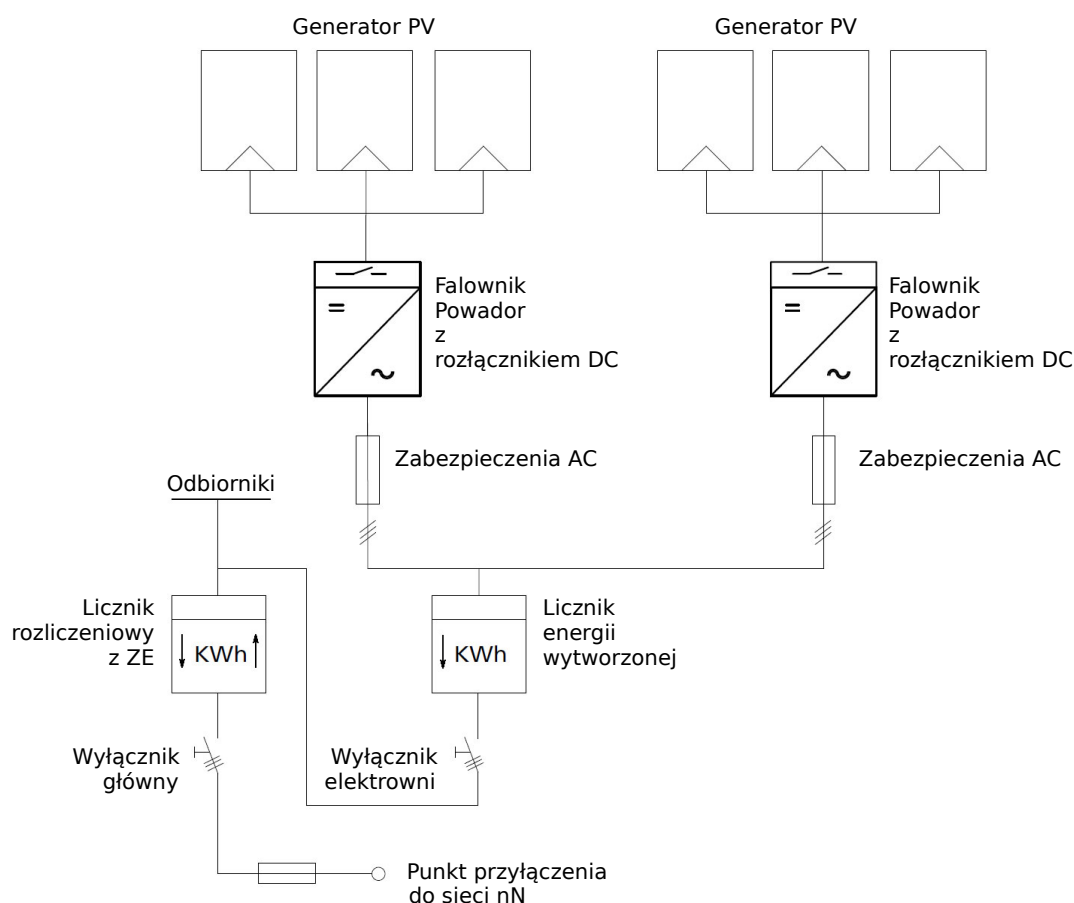 Generator PV
Generator PV
Falownik
Powador
z
rozłącznikiem DC
Falownik
Powador
z
rozłącznikiem DC
Zabezpieczenia AC
Zabezpieczenia AC
Odbiorniki
Licznik
rozliczeniowy
z ZE
KWh
KWh
Licznik
energii
wytworzonej
Wyłącznik
główny
Wyłącznik
elektrowni
Punkt przyłączenia
do sieci nN